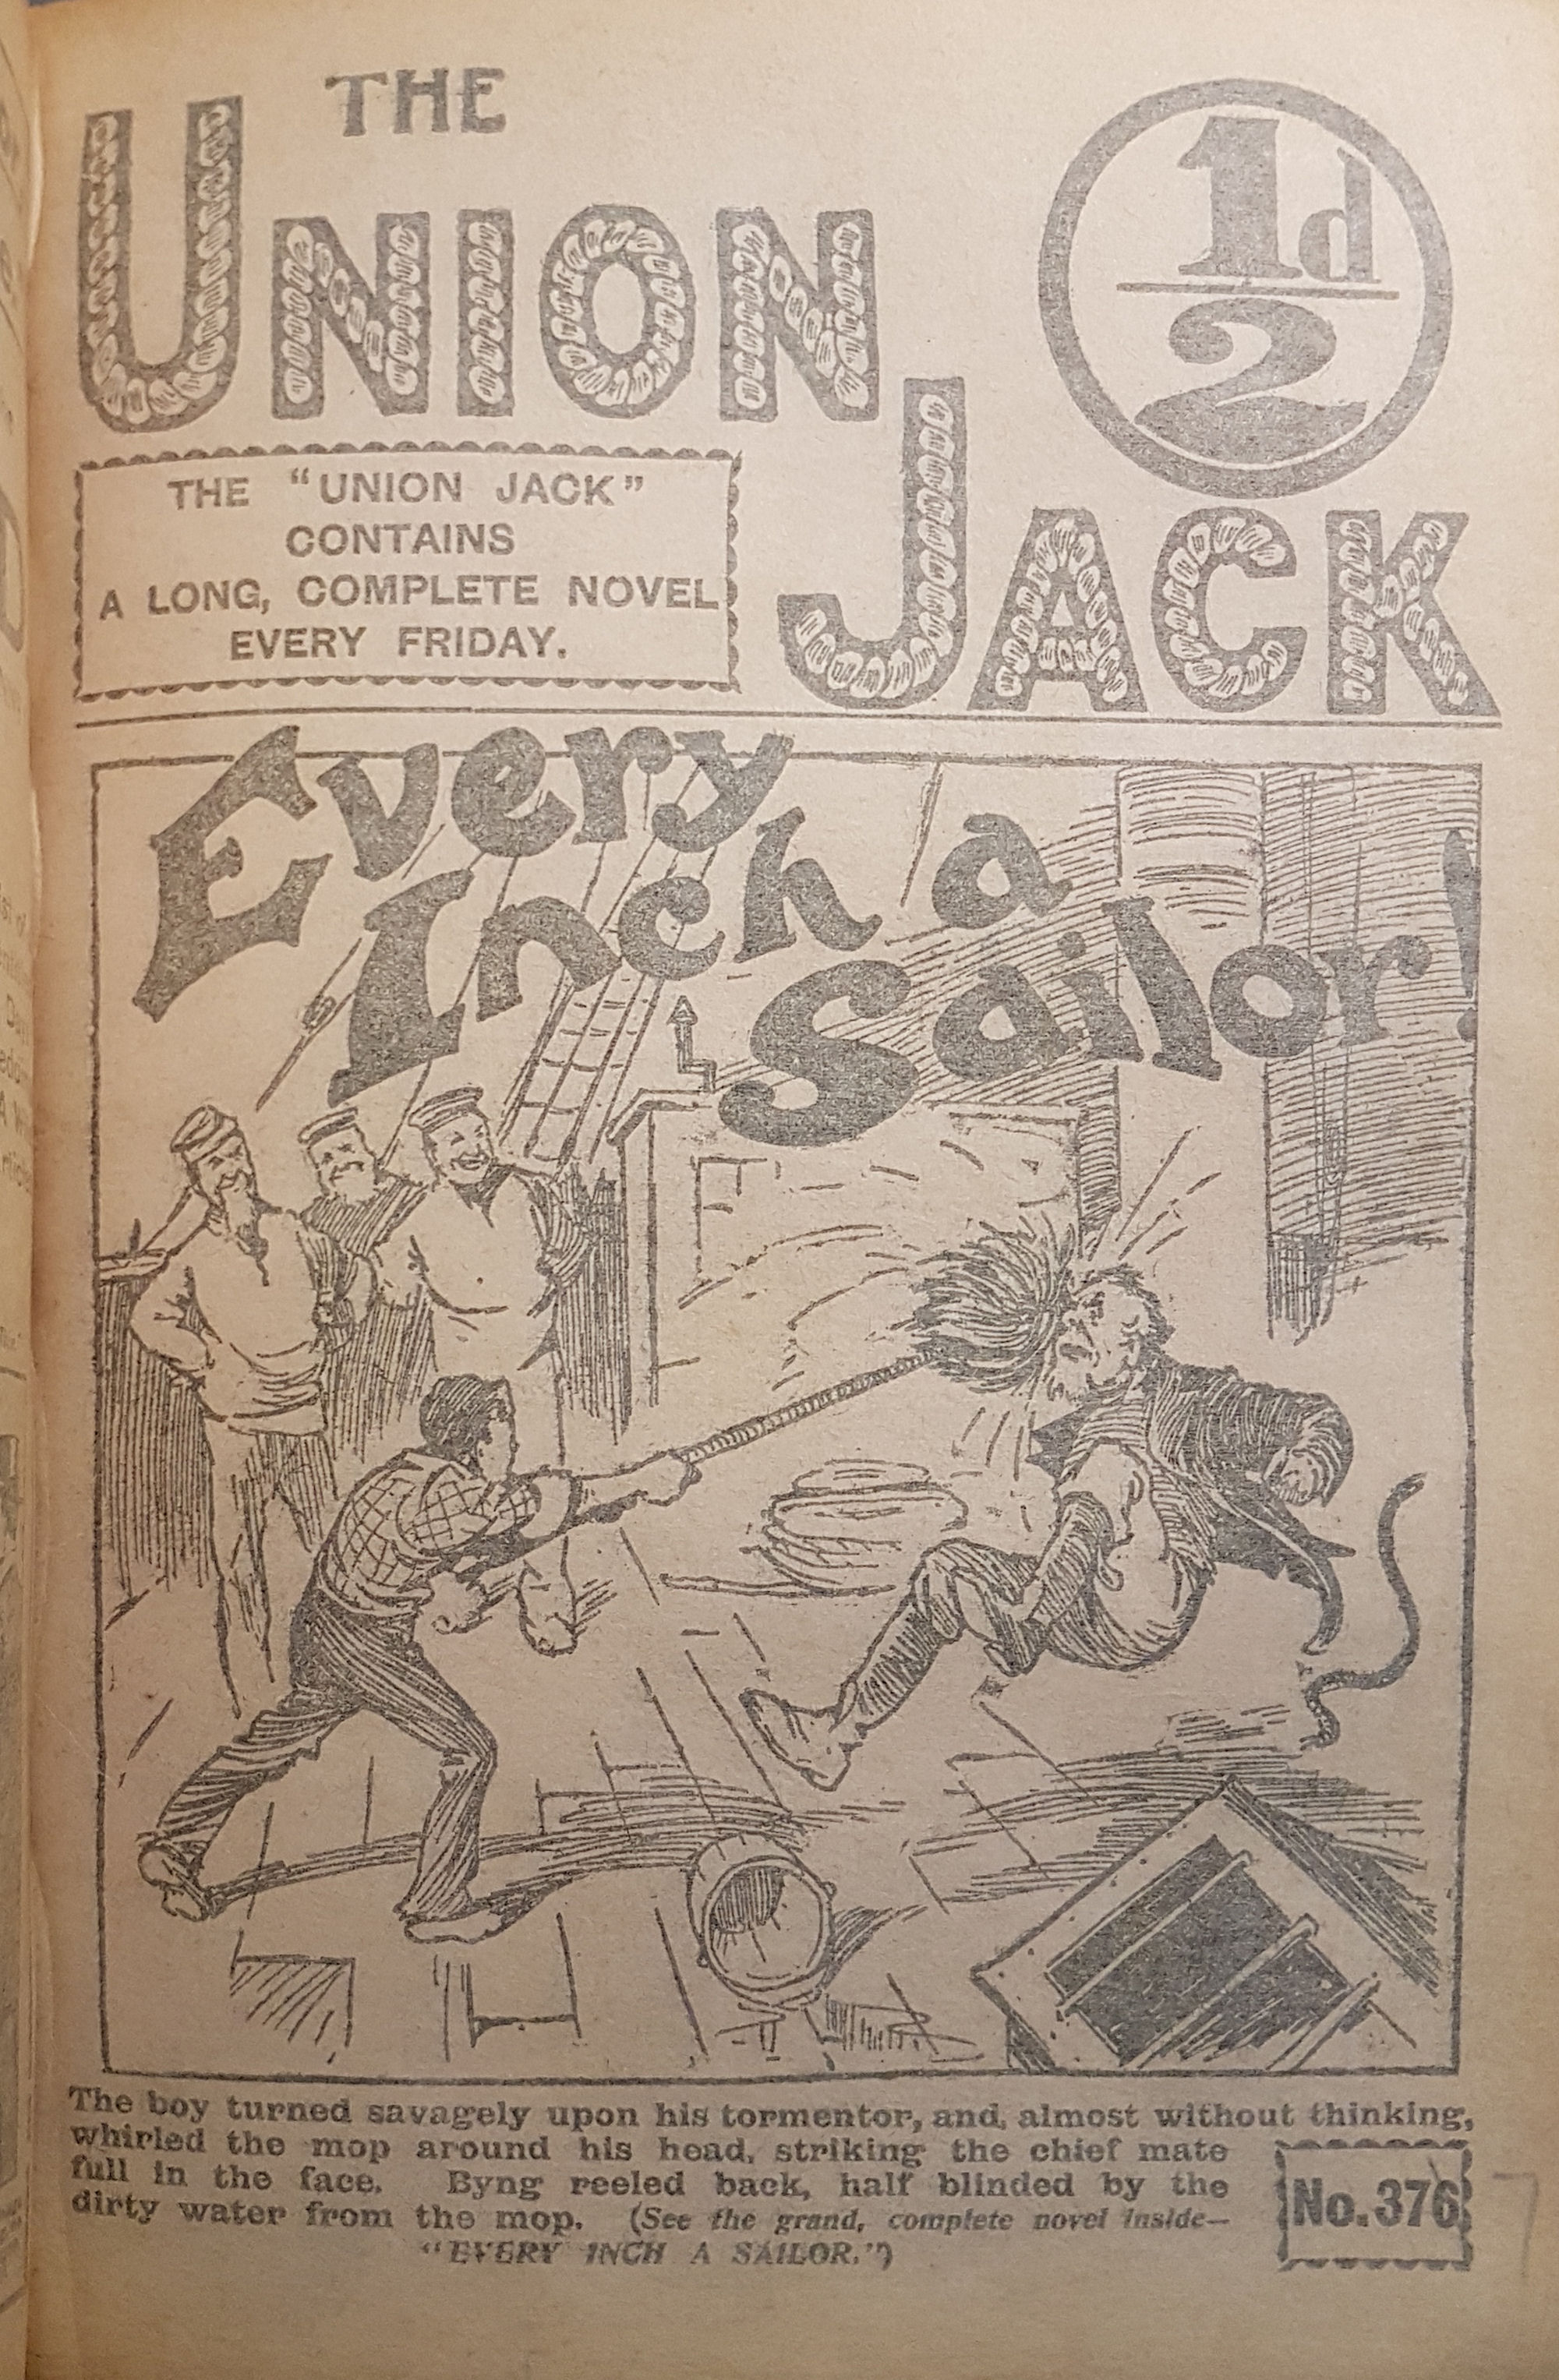 THE
UNION
JACK
1d
2
THE "UNION JACK"
CONTAINS
A LONG, COMPLETE NOVEL
EVERY FRIDAY.
Every
Inch a
Sailor!
The boy turned savagely upon his tormentor, and, almost without thinking,
whirled the mop around his head, striking the chief mate
full in the face. Byng reeled back, half blinded by the
dirty water from the mop. (See the grand, complete novel inside—
"EVERY INCH A SAILOR.")
No. 376